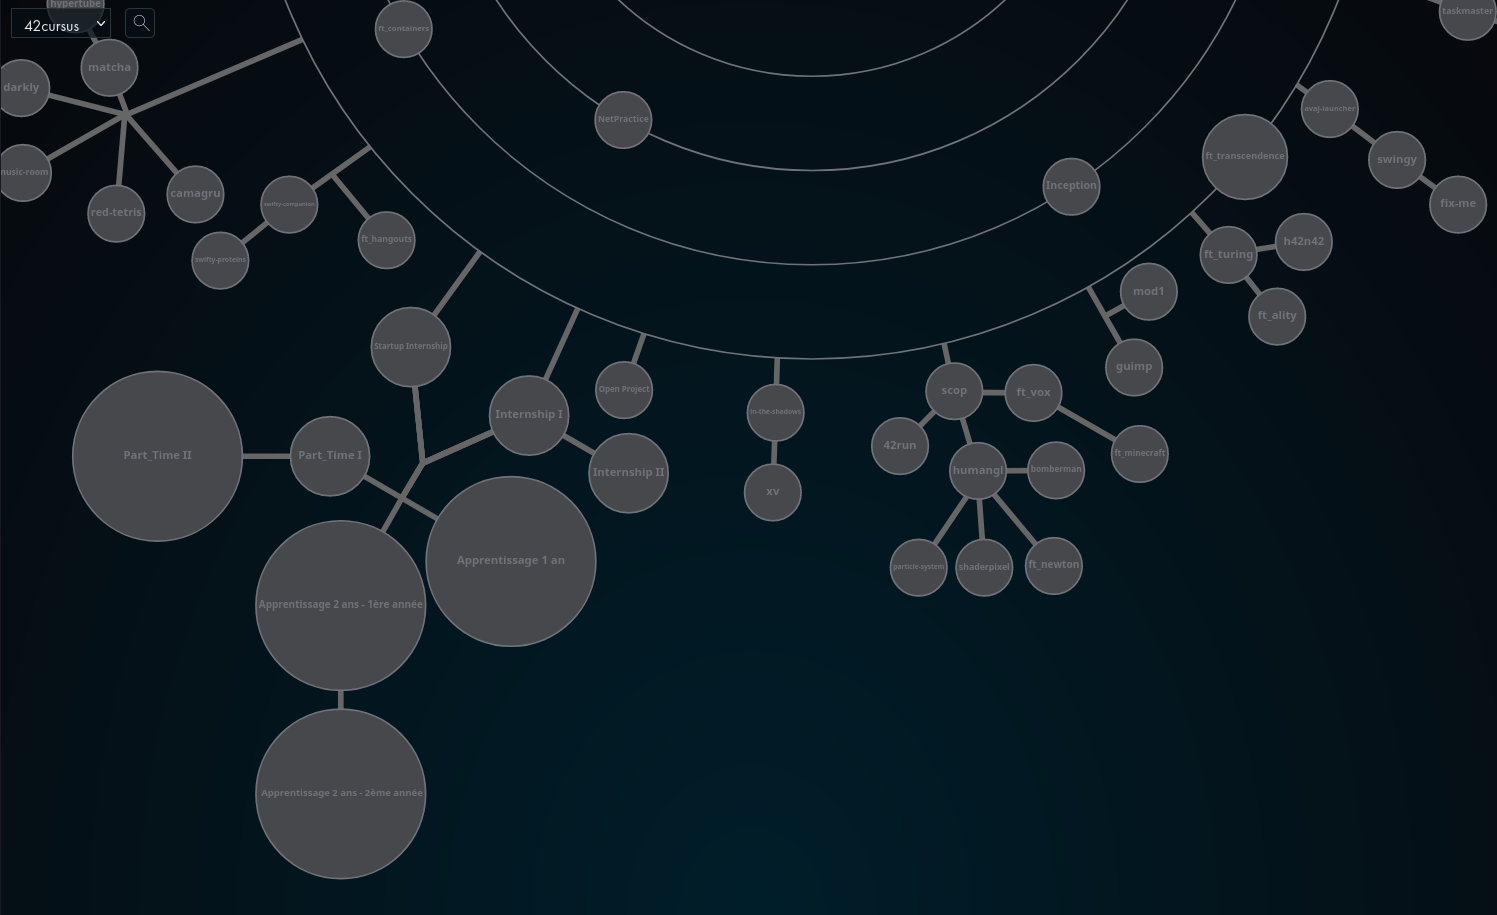 hypertube
42cursus
taskmaster
ft_containers
matcha
darkly
avaj-launcher
NetPractice
ft_transcendence
swingy
music-room
Inception
camagru
swifty-companion
fix-me
red-tetris
ft_hangouts
h42n42
ft_turing
swifty-proteins
mod1
ft_ality
Startup Internship
guimp
Open Project
scop
ft_vox
in-the-shadows
Internship I
42run
ft_minecraft
Part_Time II
Part_Time I
humangl
bomberman
Internship II
xv
Apprentissage 1 an
ft_newton
particle-system
shaderpixel
Apprentissage 2 ans - 1ère année
Apprentissage 2 ans - 2ème année